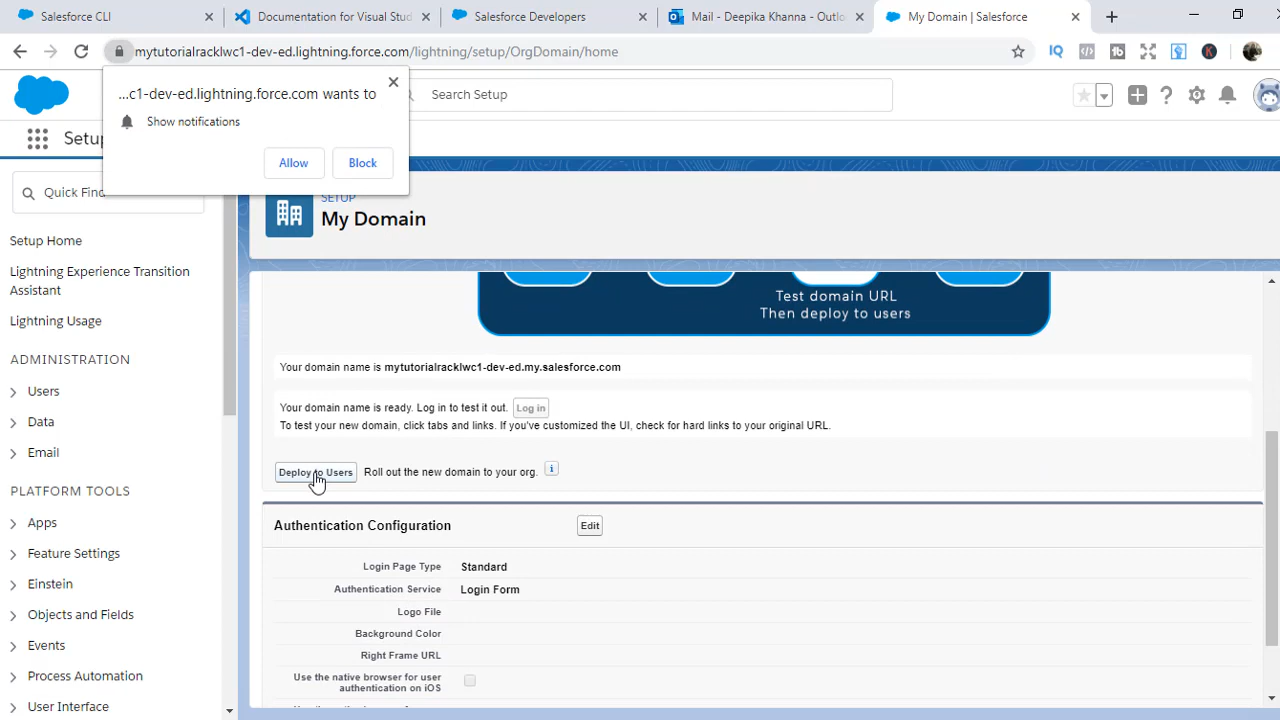 Salesforce CLI
Documentation for Visual Stud
Salesforce Developers
Mail - Deepika Khanna - Outlo
My Domain | Salesforce
mytutorialracklwc1-dev-ed.lightning.force.com/lightning/setup/OrgDomain/home
IQ
K
...c1-dev-ed.lightning.force.com wants to
Show notifications
Allow
Block
Search Setup
Setup
Quick Find
Setup Home
Lightning Experience Transition
Assistant
Lightning Usage
ADMINISTRATION
Users
Data
Email
PLATFORM TOOLS
Apps
Feature Settings
Einstein
Objects and Fields
Events
Process Automation
User Interface
SETUP
My Domain
Test domain URL
Then deploy to users
Your domain name is mytutorialracklwc1-dev-ed.my.salesforce.com
Your domain name is ready. Log in to test it out. Log in
To test your new domain, click tabs and links. If you've customized the UI, check for hard links to your original URL.
Deploy to Users Roll out the new domain to your org. i
Authentication Configuration Edit
Login Page Type Standard
Authentication Service Login Form
Logo File
Background Color
Right Frame URL
Use the native browser for user
authentication on iOS